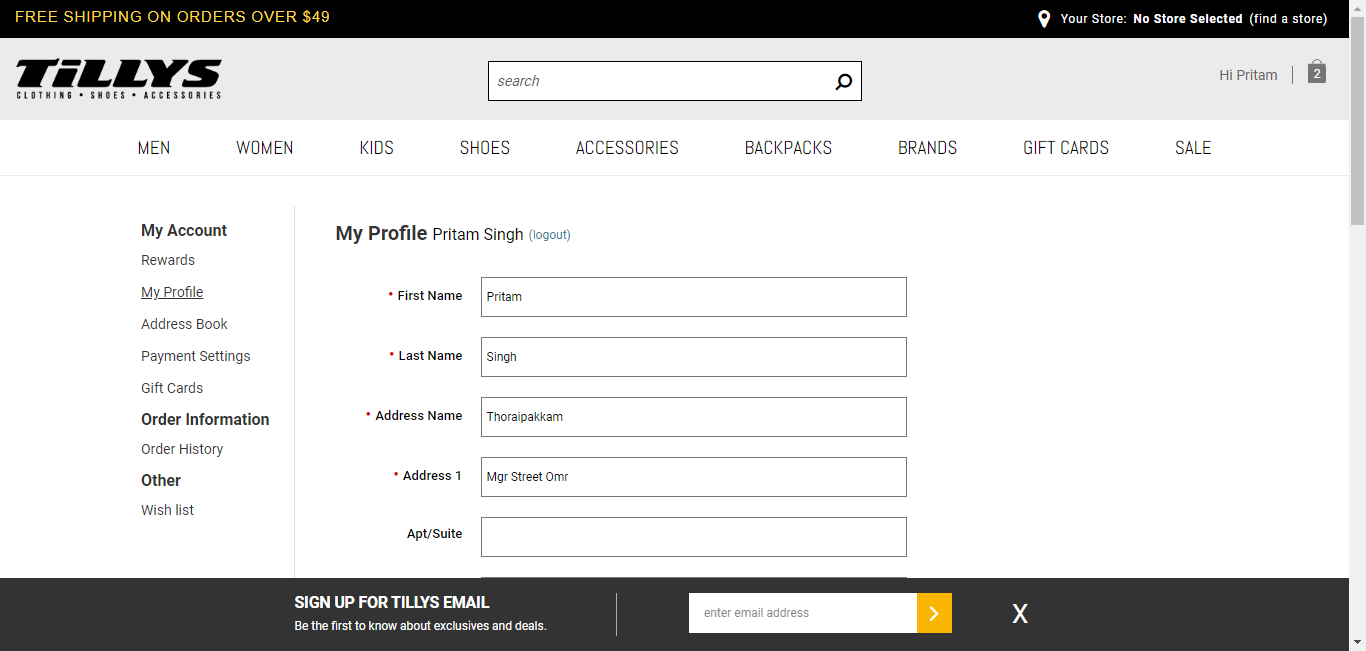 FREE SHIPPING ON ORDERS OVER $49
Your Store: No Store Selected (find a store)
TiLLYS
CLOTHING • SHOES • ACCESSORIES
search
Hi Pritam
2
MEN WOMEN KIDS SHOES ACCESSORIES BACKPACKS BRANDS GIFT CARDS SALE
My Account
Rewards
My Profile
Address Book
Payment Settings
Gift Cards
Order Information
Order History
Other
Wish list
My Profile Pritam Singh (logout)
• First Name Pritam
• Last Name Singh
• Address Name Thoraipakkam
• Address 1 Mgr Street Omr
Apt/Suite
SIGN UP FOR TILLYS EMAIL
Be the first to know about exclusives and deals.
enter email address
X